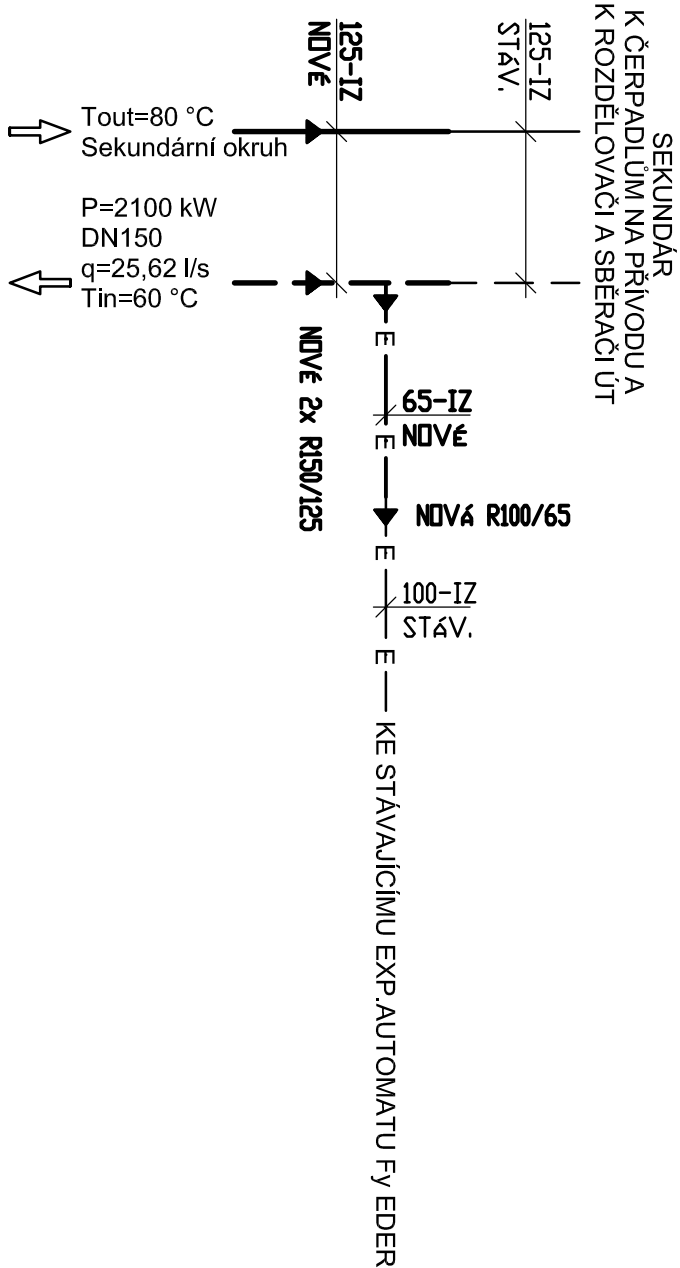 SEKUNDÁR
K ČERPADLŮM NA PŘÍVODU A
K ROZDĚLOVAČI A SBĚRAČI ÚT
125-IZ
STÁV.
125-IZ
NOVÉ
Tout=80 °C
Sekundární okruh
P=2100 kW
DN150
q=25,62 l/s
Tin=60 °C
NOVÉ 2x R150/125
E
65-IZ
NOVÉ
E
NOVÁ R100/65
E
100-IZ
STÁV.
E
KE STÁVAJÍCÍMU EXP.AUTOMATU Fy EDER